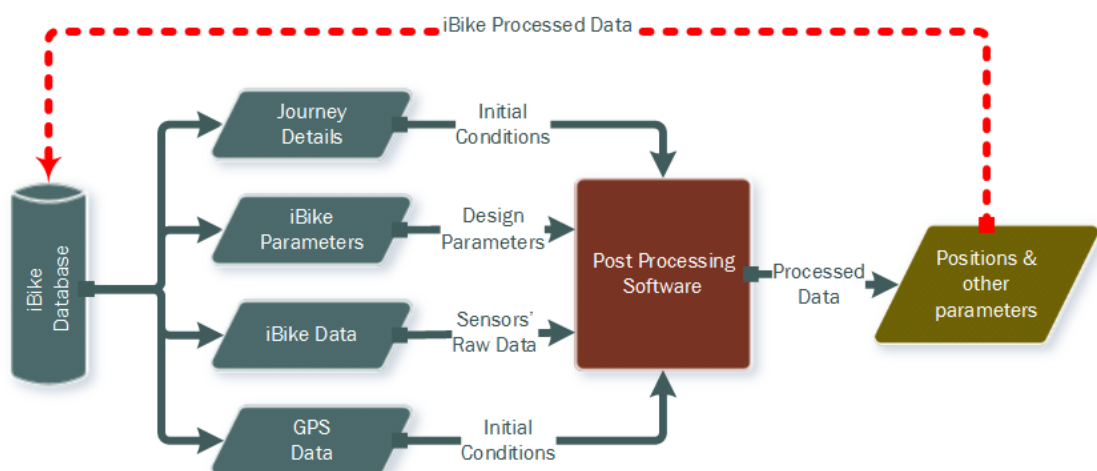 iBike Processed Data
Journey
Details
Initial
Conditions
iBike
Database
iBike
Parameters
Design
Parameters
Post Processing
Software
Processed
Data
Positions &
other
parameters
iBike Data
Sensors’
Raw Data
GPS
Data
Initial
Conditions